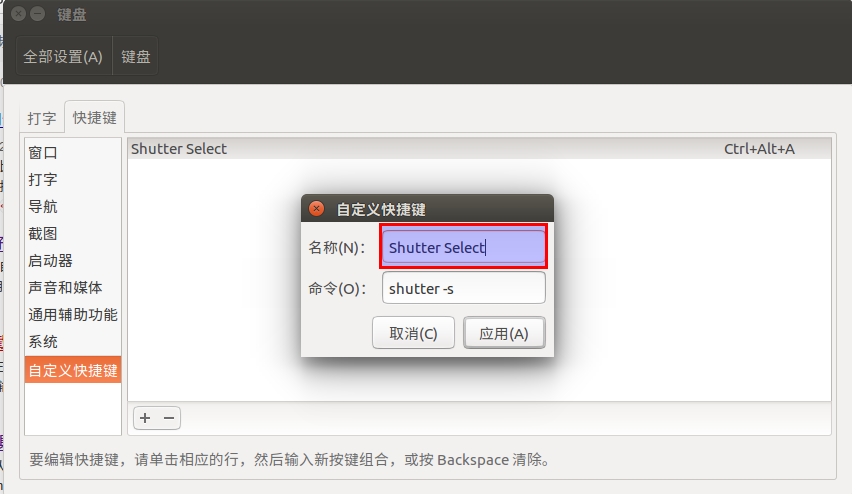 键盘
全部设置(A) 键盘
打字 快捷键
窗口
打字
导航
截图
启动器
声音和媒体
通用辅助功能
系统
自定义快捷键
Shutter Select Ctrl+Alt+A
自定义快捷键
名称(N): Shutter Select
命令(O): shutter -s
取消(C) 应用(A)
要编辑快捷键，请单击相应的行，然后输入新按键组合，或按 Backspace 清除。